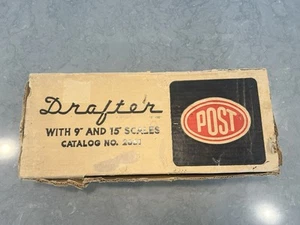 Drafter
WITH 9" AND 15" SCALES
CATALOG NO.
POST